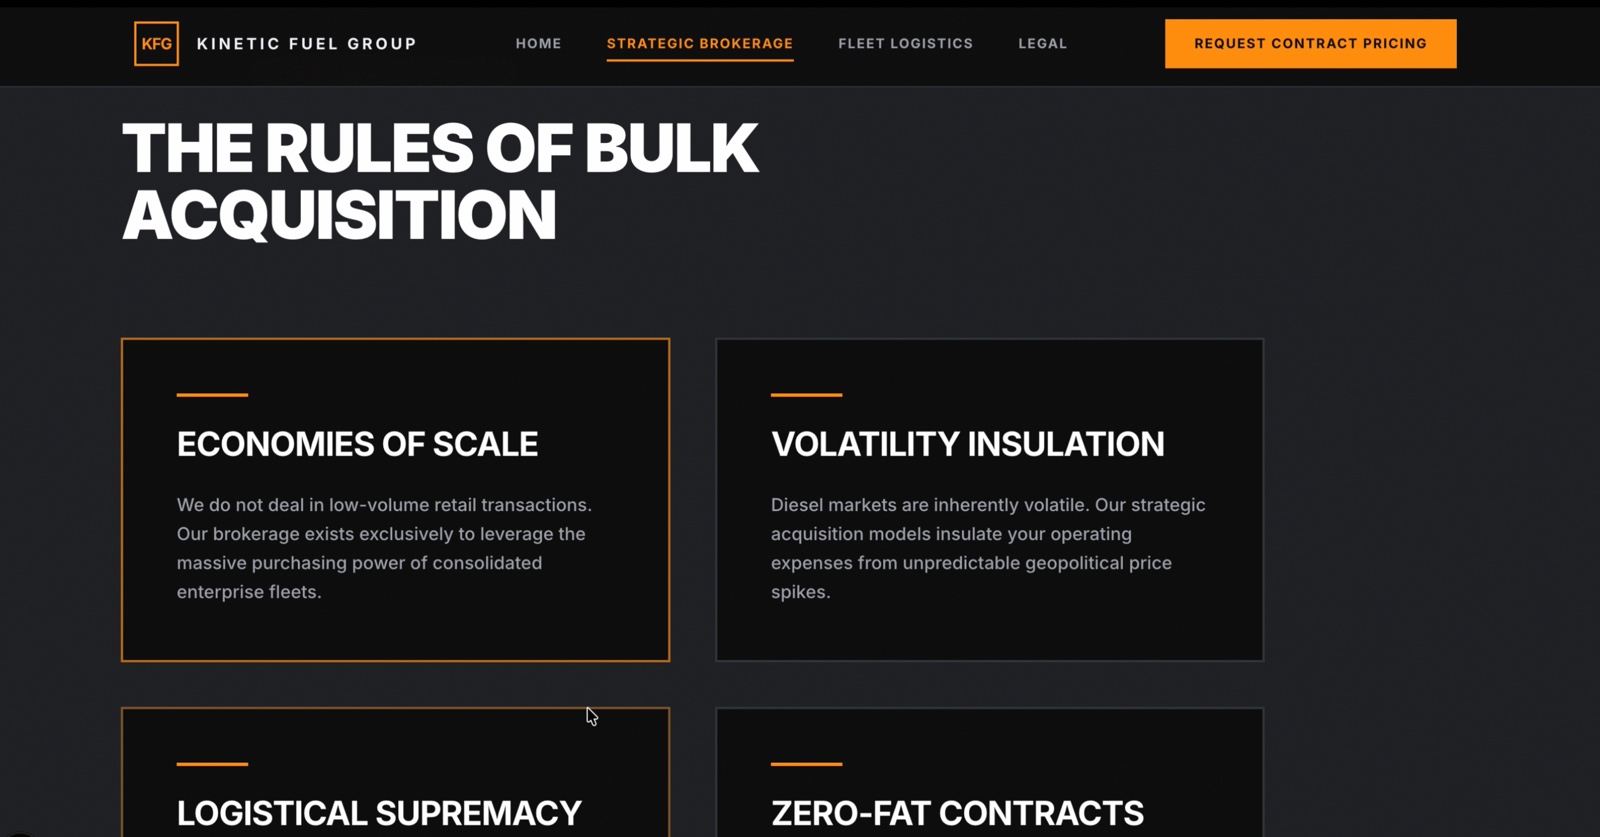 KFG KINETIC FUEL GROUP HOME STRATEGIC BROKERAGE FLEET LOGISTICS LEGAL REQUEST CONTRACT PRICING
THE RULES OF BULK
ACQUISITION
ECONOMIES OF SCALE
We do not deal in low-volume retail transactions.
Our brokerage exists exclusively to leverage the
massive purchasing power of consolidated
enterprise fleets.
VOLATILITY INSULATION
Diesel markets are inherently volatile. Our strategic
acquisition models insulate your operating
expenses from unpredictable geopolitical price
spikes.
LOGISTICAL SUPREMACY
ZERO-FAT CONTRACTS